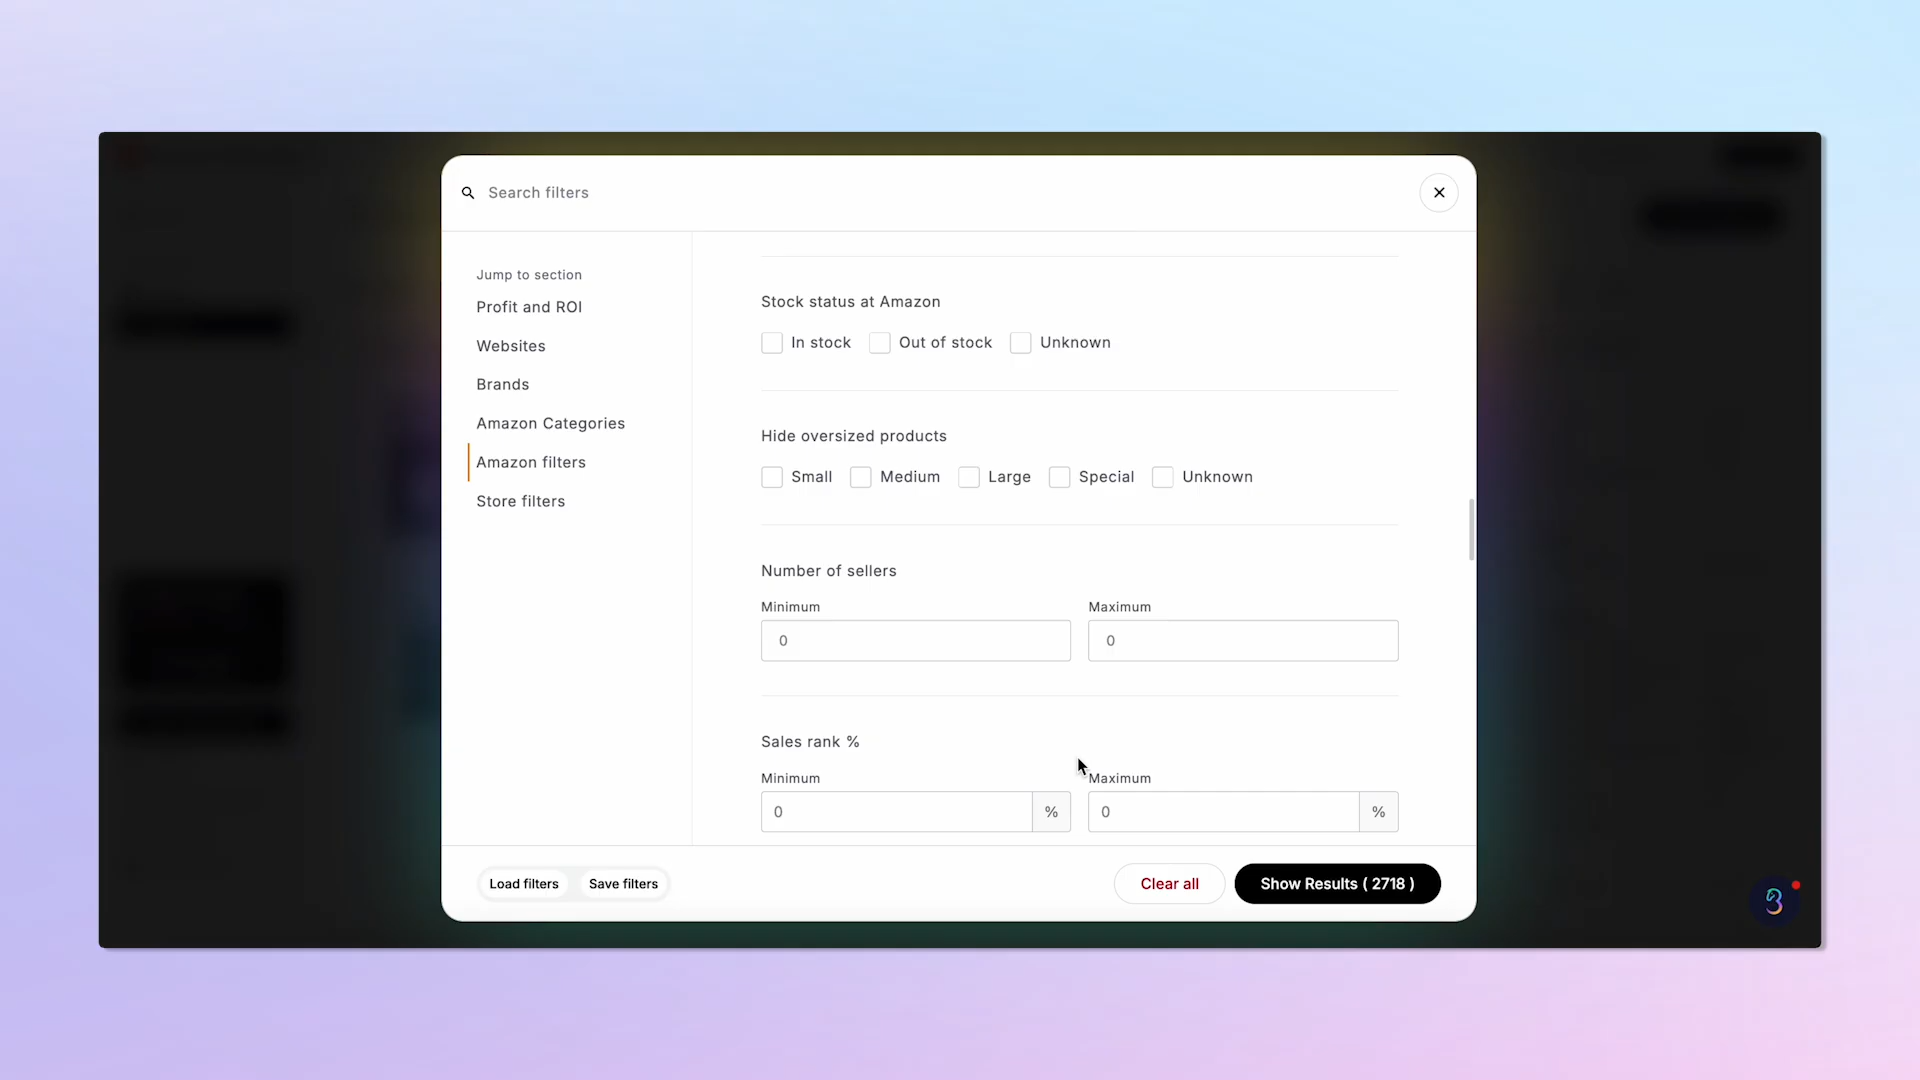 Search filters
Jump to section
Profit and ROI
Websites
Brands
Amazon Categories
Amazon filters
Store filters
Stock status at Amazon
In stock Out of stock Unknown
Hide oversized products
Small Medium Large Special Unknown
Number of sellers
Minimum Maximum
0 0
Sales rank %
Minimum Maximum
0 % 0 %
Load filters Save filters Clear all Show Results ( 2718 )